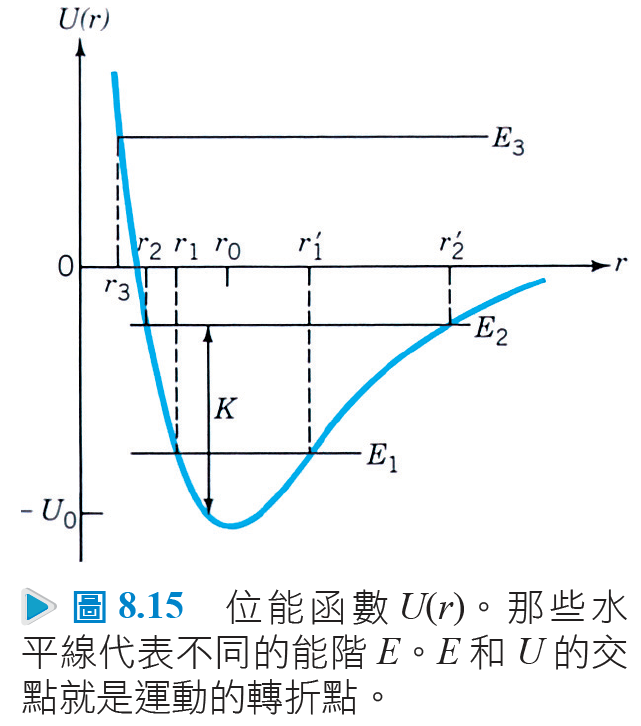 U(r)
E₃
r₂ r₁ r₀ r₁′ r₂′
0 r
r₃
E₂
K
E₁
- U₀
圖 8.15 位能函數 U(r)。那些水
平線代表不同的能階 E。E 和 U 的交
點就是運動的轉折點。